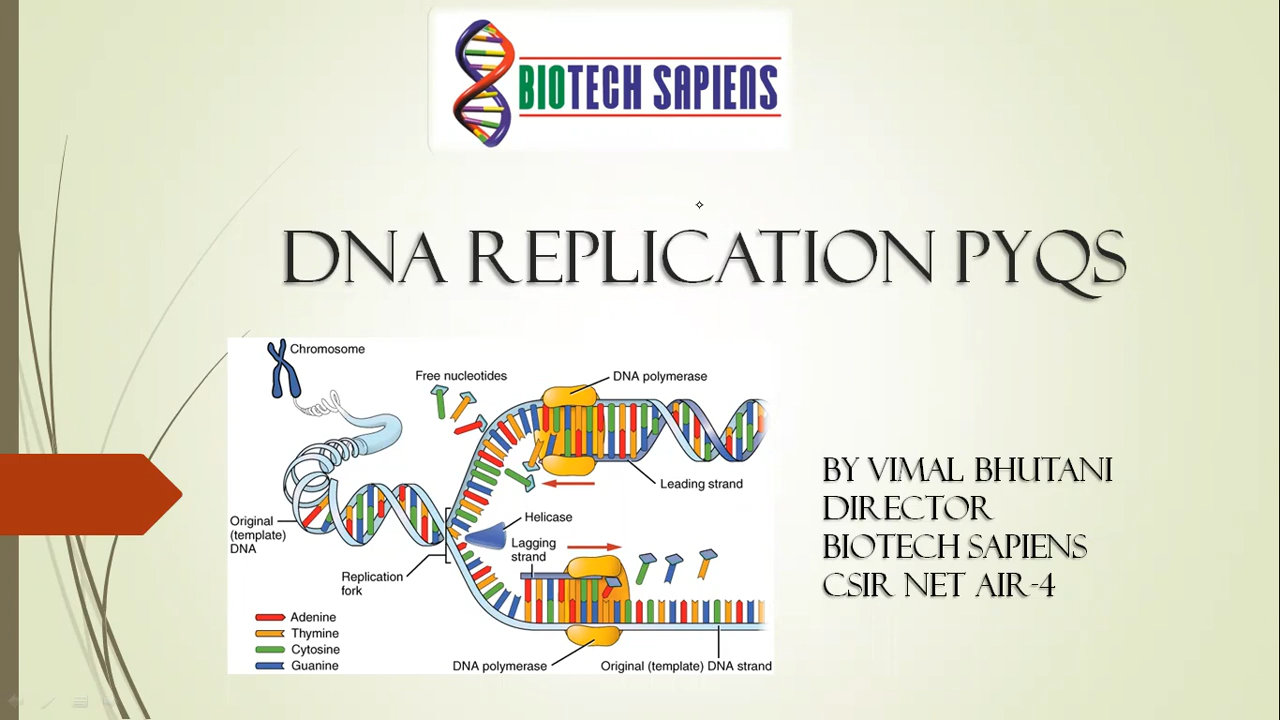 BIOTECH SAPIENS
DNA REPLICATION PYQS
Chromosome
Free nucleotides
DNA polymerase
Leading strand
Original
(template)
DNA
Helicase
Lagging
strand
Replication
fork
Adenine
Thymine
Cytosine
Guanine
DNA polymerase
Original (template) DNA strand
BY VIMAL BHUTANI
DIRECTOR
BIOTECH SAPIENS
CSIR NET AIR-4